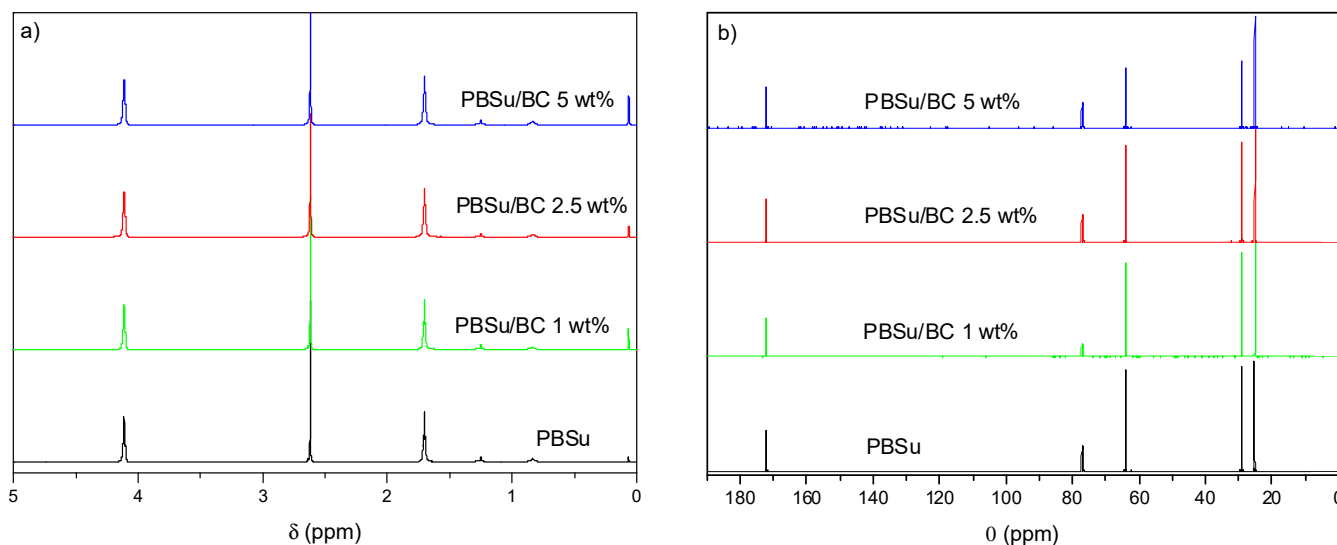 a)
PBSu/BC 5 wt%
PBSu/BC 2.5 wt%
PBSu/BC 1 wt%
PBSu
5 4 3 2 1 0
δ (ppm)
b)
PBSu/BC 5 wt%
PBSu/BC 2.5 wt%
PBSu/BC 1 wt%
PBSu
180 160 140 120 100 80 60 40 20 0
θ (ppm)